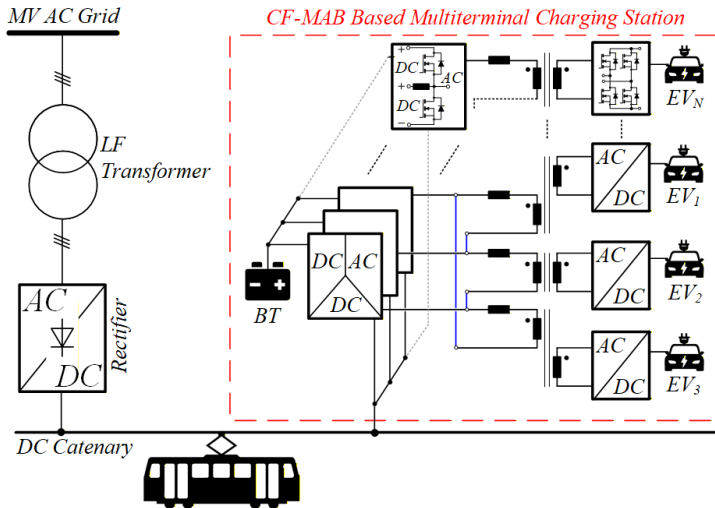 MV AC Grid
CF-MAB Based Multiterminal Charging Station
+
DC
AC
+
DC
−
EV_N
LF
Transformer
AC
DC
EV_1
DC
AC
DC
BT
AC
DC
EV_2
AC
DC
Rectifier
AC
DC
EV_3
DC Catenary